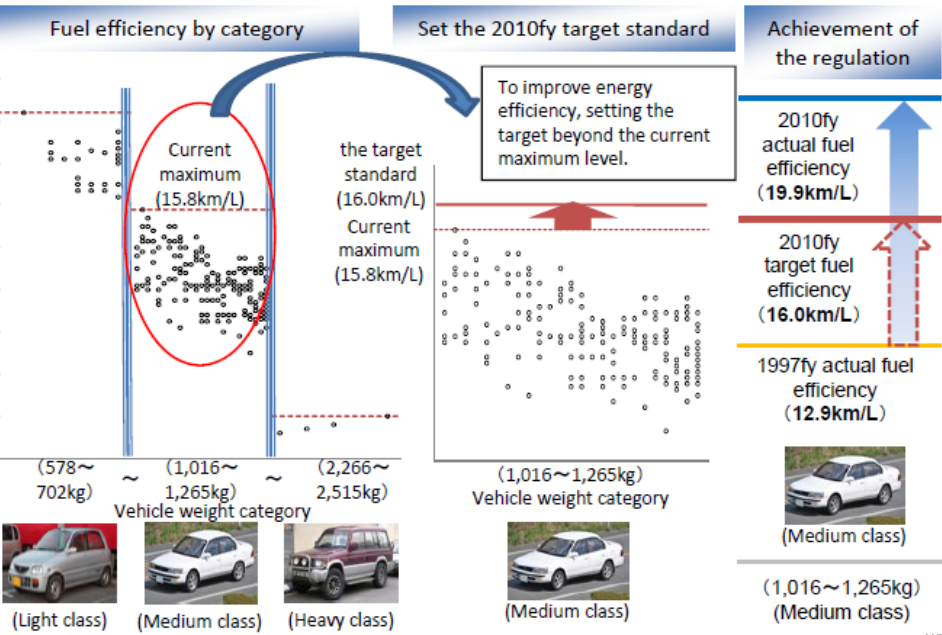 Fuel efficiency by category
Set the 2010fy target standard
Achievement of
the regulation
Current
maximum
(15.8km/L)
(578～
702kg)
～
(1,016～
1,265kg)
～
(2,266～
2,515kg)
Vehicle weight category
(Light class)
(Medium class)
(Heavy class)
To improve energy
efficiency, setting the
target beyond the current
maximum level.
the target
standard
(16.0km/L)
Current
maximum
(15.8km/L)
(1,016～1,265kg)
Vehicle weight category
(Medium class)
2010fy
actual fuel
efficiency
(19.9km/L)
2010fy
target fuel
efficiency
(16.0km/L)
1997fy actual fuel
efficiency
(12.9km/L)
(Medium class)
(1,016～1,265kg)
(Medium class)